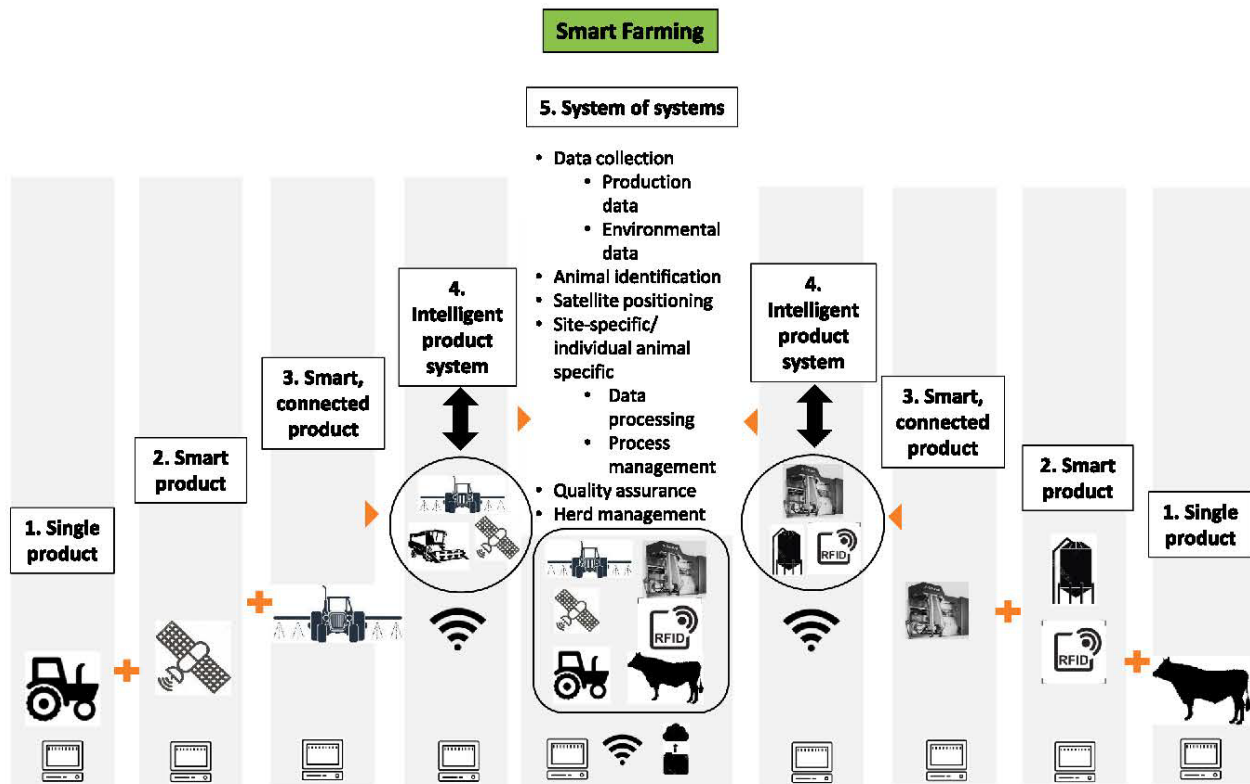 Smart Farming
5. System of systems
• Data collection
• Production
data
• Environmental
data
• Animal identification
• Satellite positioning
• Site-specific/
individual animal
specific
• Data
processing
• Process
management
• Quality assurance
• Herd management
1. Single
product
2. Smart
product
3. Smart,
connected
product
4.
Intelligent
product
system
4.
Intelligent
product
system
3. Smart,
connected
product
2. Smart
product
1. Single
product
RFID
RFID
RFID